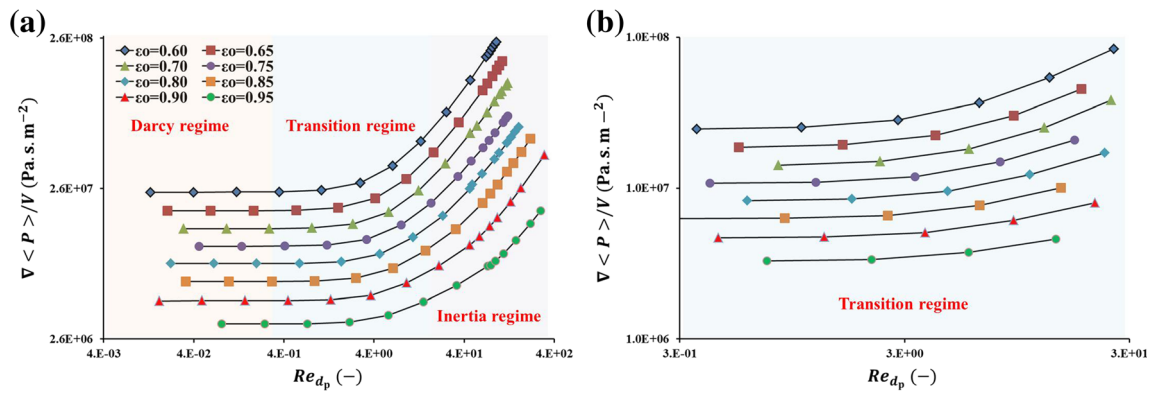 (a)
2.6E+08
2.6E+07
2.6E+06
∇ < P > /V (Pa.s.m⁻²)
εo=0.60 εo=0.65
εo=0.70 εo=0.75
εo=0.80 εo=0.85
εo=0.90 εo=0.95
Darcy regime Transition regime
Inertia regime
4.E-03 4.E-02 4.E-01 4.E+00 4.E+01 4.E+02
Re_dp (−)
(b)
1.0E+08
1.0E+07
1.0E+06
∇ < P > /V (Pa.s.m⁻²)
Transition regime
3.E-01 3.E+00 3.E+01
Re_dp (−)